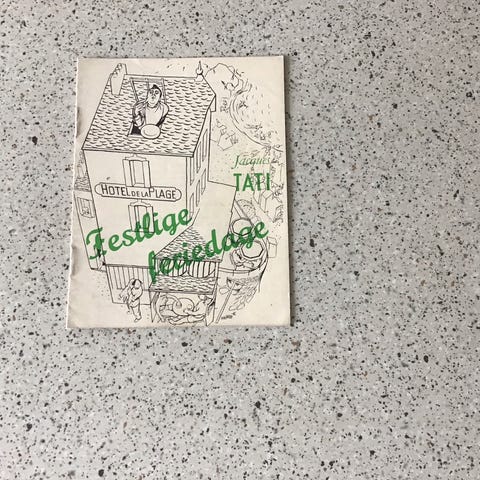 HOTEL DE LA PLAGE
Jacques
TATI
Festlige
feriedage